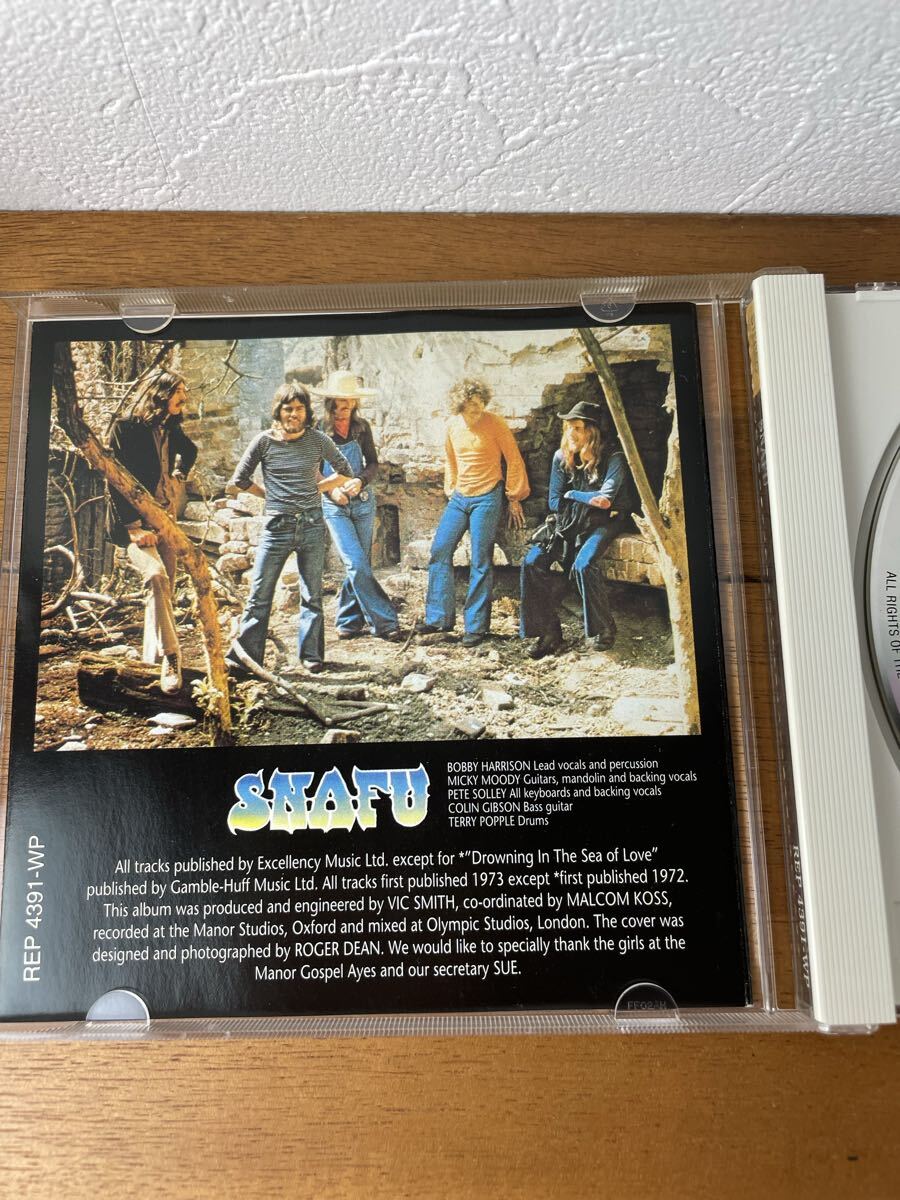 SNAFU
BOBBY HARRISON Lead vocals and percussion
MICKY MOODY Guitars, mandolin and backing vocals
PETE SOLLEY All keyboards and backing vocals
COLIN GIBSON Bass guitar
TERRY POPPLE Drums
All tracks published by Excellency Music Ltd. except for *"Drowning In The Sea of Love"
published by Gamble-Huff Music Ltd. All tracks first published 1973 except *first published 1972.
This album was produced and engineered by VIC SMITH, co-ordinated by MALCOM KOSS,
recorded at the Manor Studios, Oxford and mixed at Olympic Studios, London. The cover was
designed and photographed by ROGER DEAN. We would like to specially thank the girls at the
Manor Gospel Ayes and our secretary SUE.
REP 4391-WP
REP 4391-WP
ALL RIGHTS OF THE